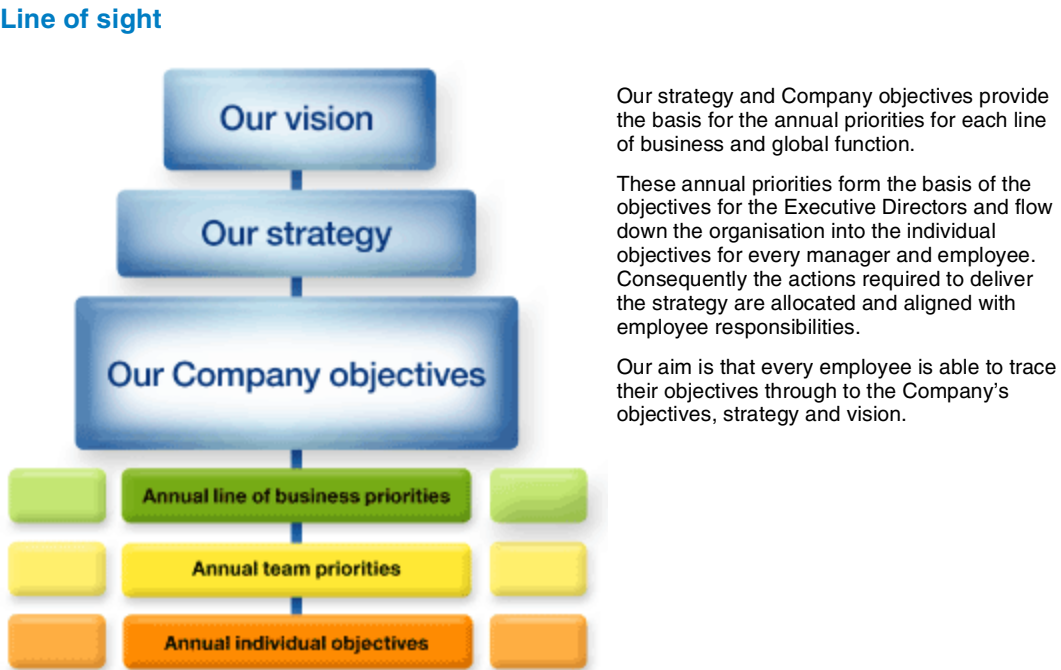 Line of sight
Our vision
Our strategy
Our Company objectives
Annual line of business priorities
Annual team priorities
Annual individual objectives
Our strategy and Company objectives provide
the basis for the annual priorities for each line
of business and global function.
These annual priorities form the basis of the
objectives for the Executive Directors and flow
down the organisation into the individual
objectives for every manager and employee.
Consequently the actions required to deliver
the strategy are allocated and aligned with
employee responsibilities.
Our aim is that every employee is able to trace
their objectives through to the Company’s
objectives, strategy and vision.